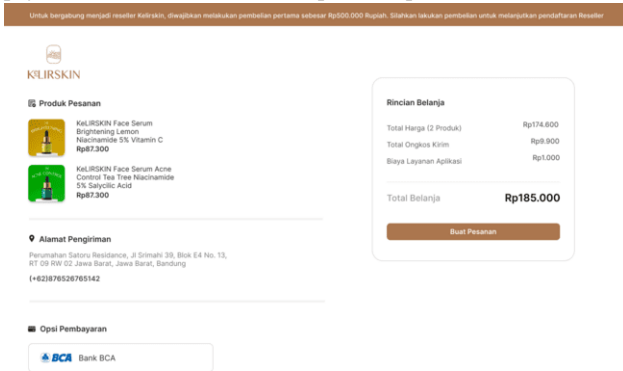 Untuk bergabung menjadi reseller Kelirskin, diwajibkan melakukan pembelian pertama sebesar Rp500.000 Rupiah. Silahkan lakukan pembelian untuk melanjutkan pendaftaran Reseller
KELIRSKIN
Produk Pesanan
KeLIRSKIN Face Serum
Brightening Lemon
Niacinamide 5% Vitamin C
Rp87.300
KeLIRSKIN Face Serum Acne
Control Tea Tree Niacinamide
5% Salycilic Acid
Rp87.300
Alamat Pengiriman
Perumahan Satoru Residance, Jl Srimahi 39, Blok E4 No. 13,
RT 09 RW 02 Jawa Barat, Jawa Barat, Bandung
(+62)876526765142
Opsi Pembayaran
BCA Bank BCA
Rincian Belanja
Total Harga (2 Produk) Rp174.600
Total Ongkos Kirim Rp9.900
Biaya Layanan Aplikasi Rp1.000
Total Belanja Rp185.000
Buat Pesanan